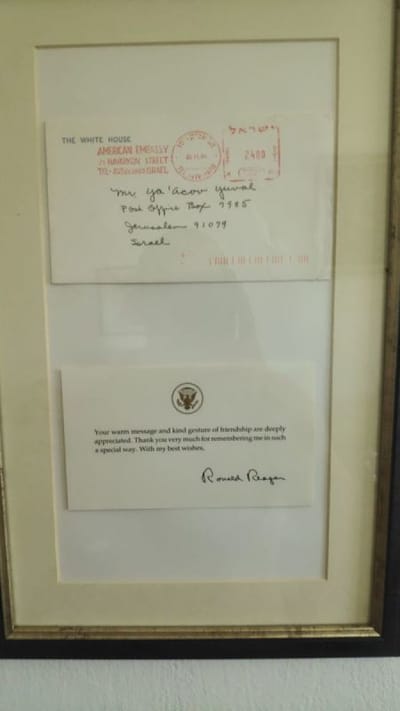 THE WHITE HOUSE
AMERICAN EMBASSY
71 HAYARKON STREET
TEL-AVIV ISRAEL
ישראל
2400
Mr. Ya'acov Yuval
Post Office Box 7985
Jerusalem 91079
Israel
Your warm message and kind gesture of friendship are deeply
appreciated. Thank you very much for remembering me in such
a special way. With my best wishes.
Ronald Reagan